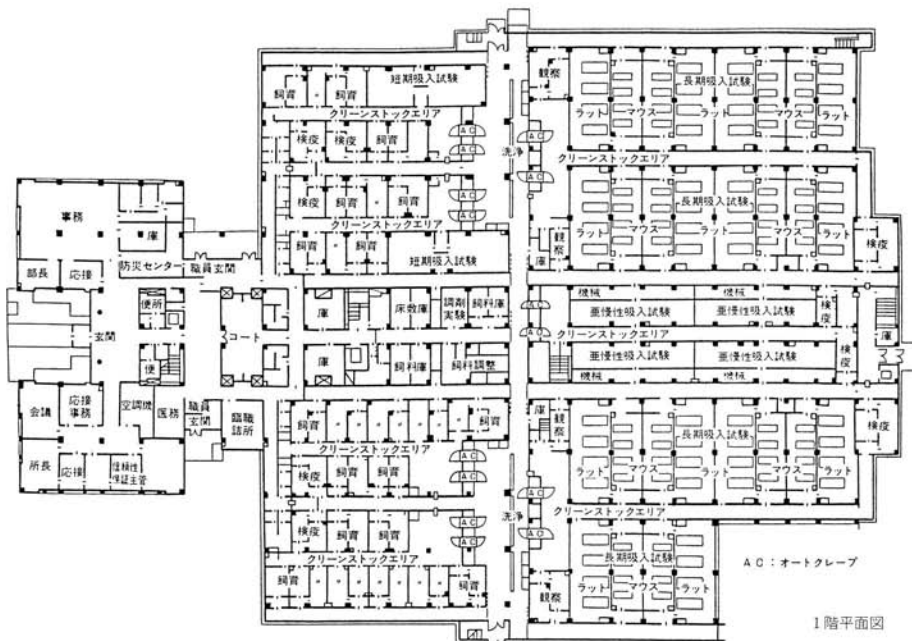 短期吸入試験
観察
長期吸入試験
飼育
飼育
ラット
マウス
ラット
マウス
ラット
クリーンストックエリア
検疫
検疫
飼育
AC
AC
洗浄
AC
クリーンストックエリア
AC
検疫
飼育
飼育
AC
AC
長期吸入試験
事務
クリーンストックエリア
庫
飼育
飼育
短期吸入試験
庫
観察
ラット
マウス
ラット
マウス
ラット
検疫
部長
応接
防災センター
職員玄関
便所
玄関
コート
庫
床敷庫
調剤実験
飼料庫
機械
機械
亜慢性吸入試験
亜慢性吸入試験
検疫
AC
AC
クリーンストックエリア
庫
便
庫
飼料庫
飼料調整
亜慢性吸入試験
亜慢性吸入試験
検疫
機械
機械
会議
応接
事務
空調機
医務
職員
玄関
臨職
詰所
飼育
飼育
庫
観察
長期吸入試験
検疫
クリーンストックエリア
所長
応接
信頼性
保証主管
検疫
飼育
飼育
AC
AC
ラット
マウス
ラット
マウス
ラット
洗浄
AC
AC
クリーンストックエリア
検疫
飼育
飼育
AC
AC
クリーンストックエリア
長期吸入試験
飼育
飼育
観察
ラット
マウス
ラット
AC:オートクレーブ
1階平面図